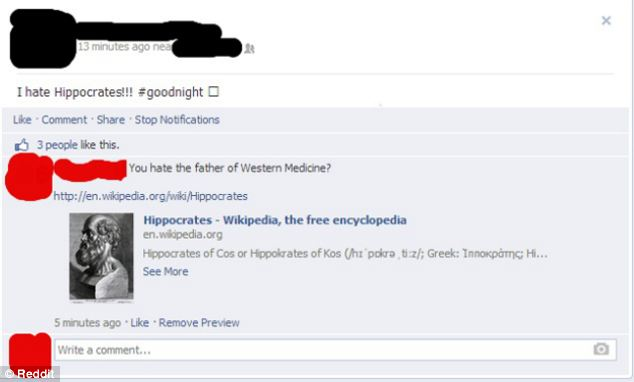 13 minutes ago nea
I hate Hippocrates!!! #goodnight
Like · Comment · Share · Stop Notifications
3 people like this.
You hate the father of Western Medicine?
http://en.wikipedia.org/wiki/Hippocrates
Hippocrates - Wikipedia, the free encyclopedia
en.wikipedia.org
Hippocrates of Cos or Hippokrates of Kos (/hɪˈpɒkrəˌtiːz/; Greek: Ἱπποκράτης; Hi...
See More
5 minutes ago · Like · Remove Preview
Write a comment...
© Reddit